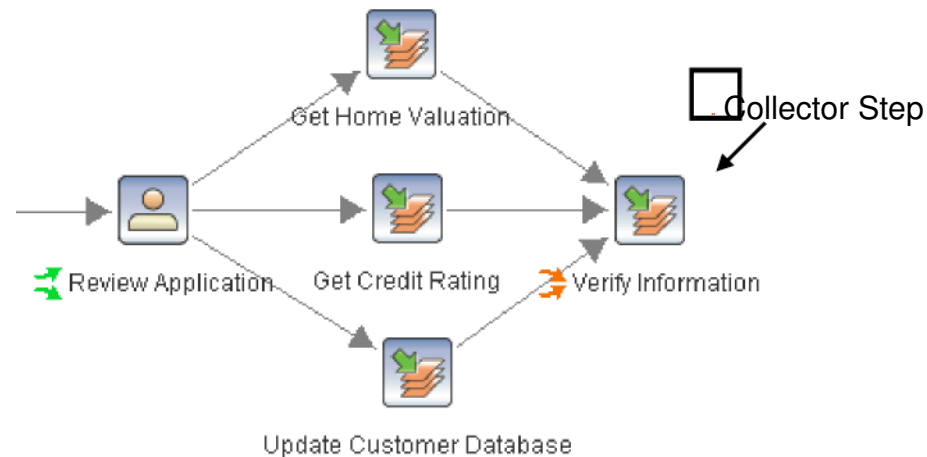 Get Home Valuation
Collector Step
Review Application
Get Credit Rating
Verify Information
Update Customer Database